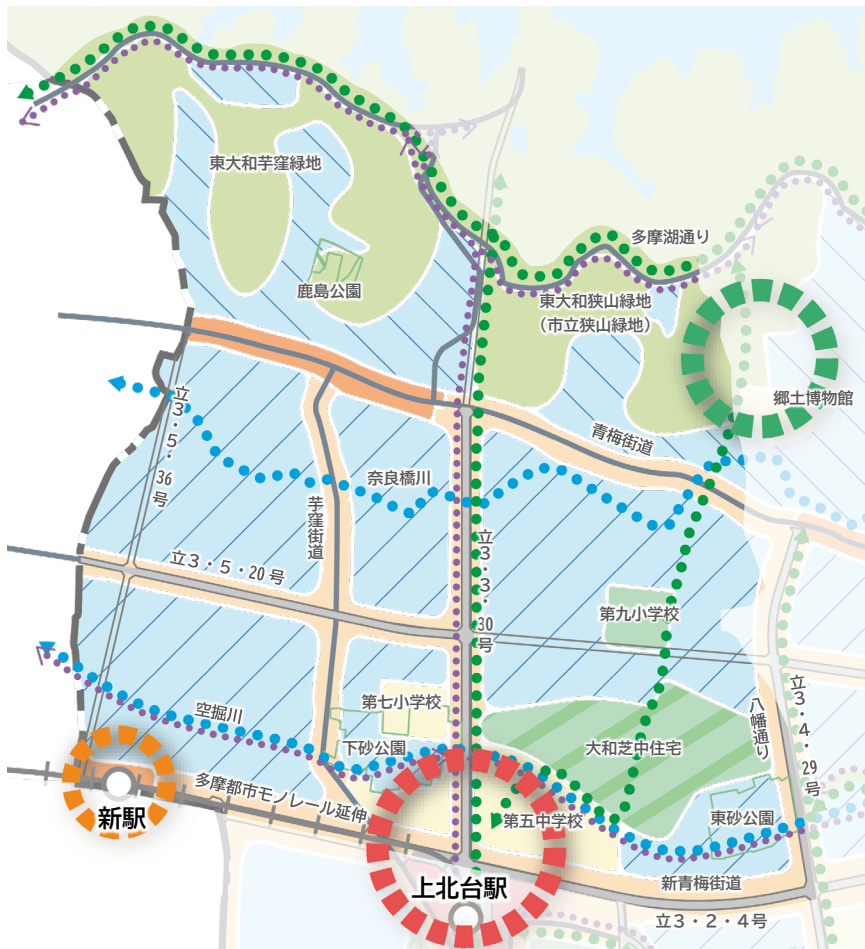 東大和芋窪緑地
多摩湖通り
鹿島公園
東大和狭山緑地
（市立狭山緑地）
郷土博物館
立３・５・36号
青梅街道
奈良橋川
芋窪街道
立３・３・30号
立３・５・20号
第九小学校
第七小学校
空堀川
八幡通り
立３・４・29号
下砂公園
大和芝中住宅
多摩都市モノレール延伸
新駅
第五中学校
東砂公園
新青梅街道
上北台駅
立３・２・４号